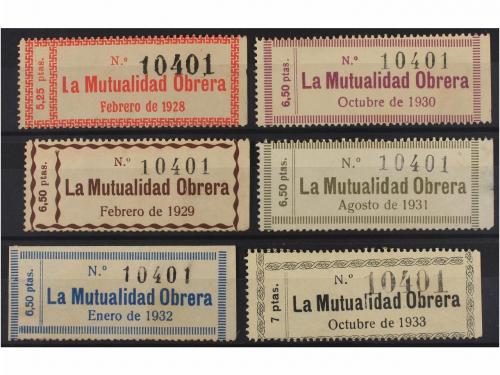 5,25 ptas.
N.º 10401
La Mutualidad Obrera
Febrero de 1928
6,50 ptas.
N.º 10401
La Mutualidad Obrera
Octubre de 1930
6,50 ptas.
N.º 10401
La Mutualidad Obrera
Febrero de 1929
6,50 ptas.
N.º 10401
La Mutualidad Obrera
Agosto de 1931
6,50 ptas.
N.º 10401
La Mutualidad Obrera
Enero de 1932
7 ptas.
N.º 10401
La Mutualidad Obrera
Octubre de 1933